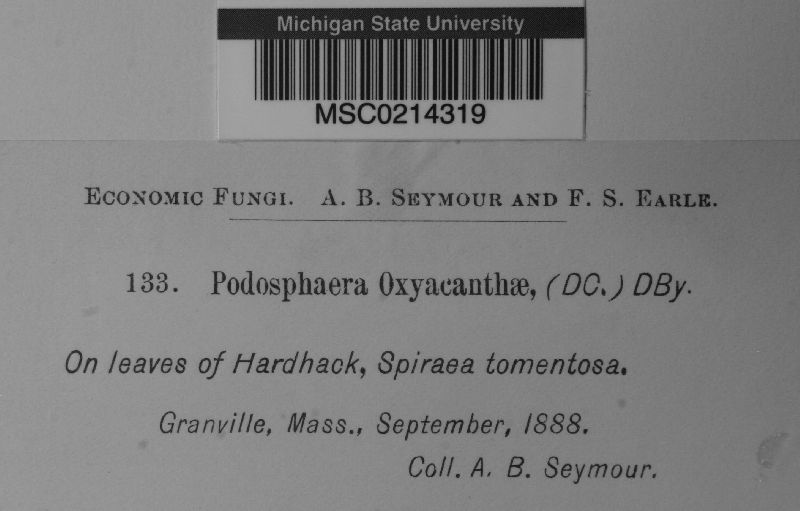 Michigan State University
MSC0214319
Economic Fungi. A. B. Seymour and F. S. Earle.
133. Podosphaera Oxyacanthæ, (DC.) DBy.
On leaves of Hardhack, Spiraea tomentosa.
Granville, Mass., September, 1888.
Coll. A. B. Seymour.